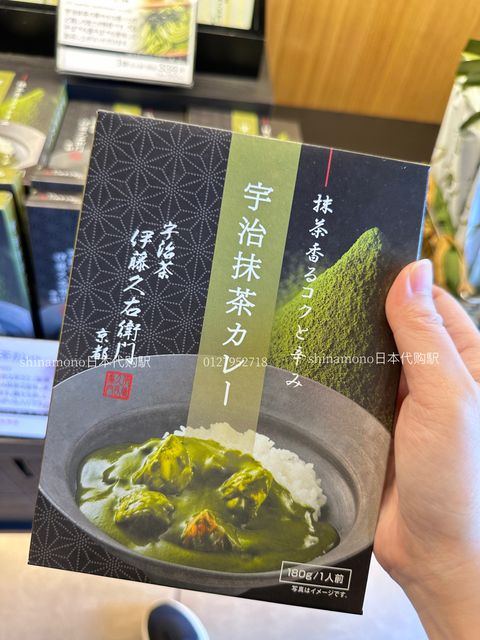 抹茶香るコクと辛み
宇治抹茶カレー
宇治茶
伊藤久右衛門
京都
shinamono日本代购駅
0127952718
shinamono日本代购駅
180g/1人前
写真はイメージです。